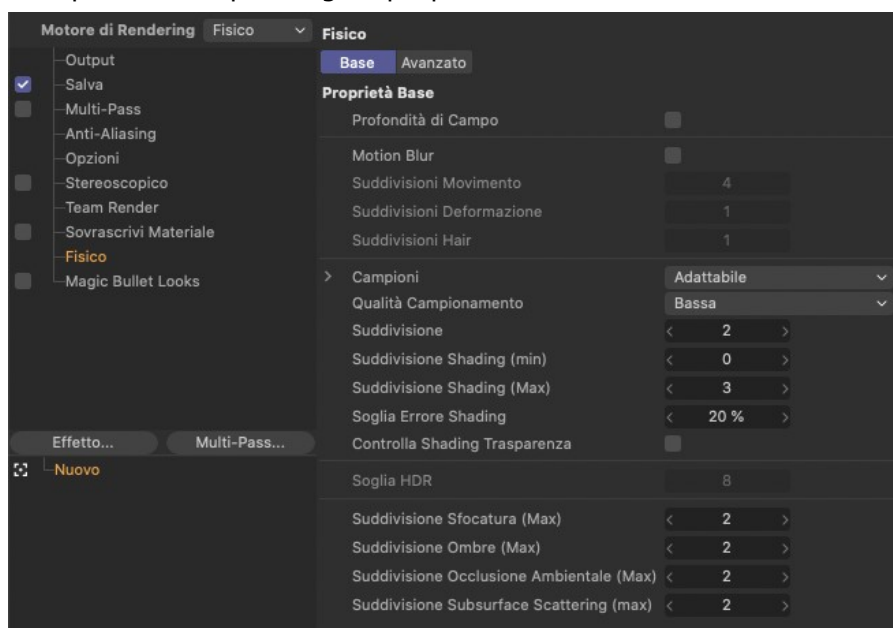 Motore di Rendering Fisico
Output
Salva
Multi-Pass
Anti-Aliasing
Opzioni
Stereoscopico
Team Render
Sovrascrivi Materiale
Fisico
Magic Bullet Looks
Effetto... Multi-Pass...
Nuovo
Fisico
Base Avanzato
Proprietà Base
Profondità di Campo
Motion Blur
Suddivisioni Movimento 4
Suddivisioni Deformazione 1
Suddivisioni Hair 1
Campioni Adattabile
Qualità Campionamento Bassa
Suddivisione 2
Suddivisione Shading (min) 0
Suddivisione Shading (Max) 3
Soglia Errore Shading 20 %
Controlla Shading Trasparenza
Soglia HDR 8
Suddivisione Sfocatura (Max) 2
Suddivisione Ombre (Max) 2
Suddivisione Occlusione Ambientale (Max) 2
Suddivisione Subsurface Scattering (max) 2